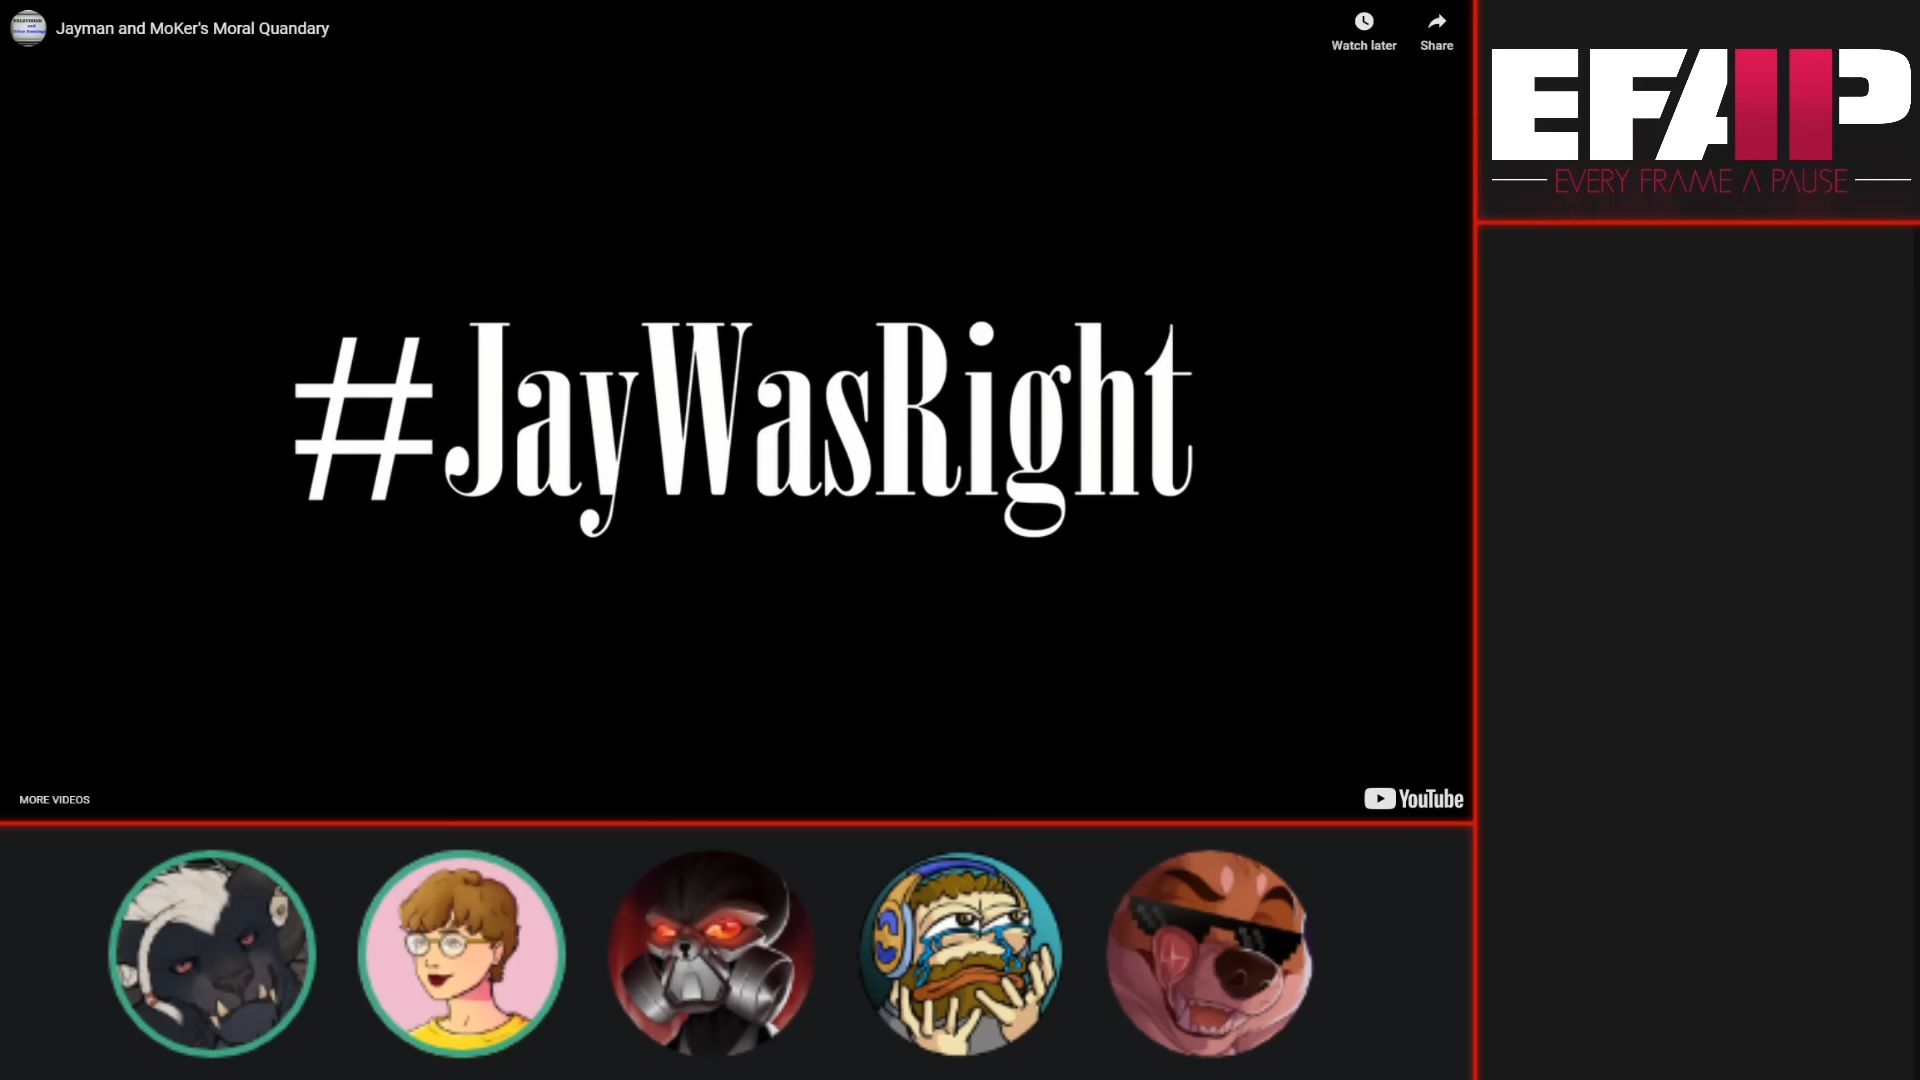 Jayman and MoKer's Moral Quandary
Watch later
Share
EFAP
EVERY FRAME A PAUSE
#JayWasRight
MORE VIDEOS
YouTube